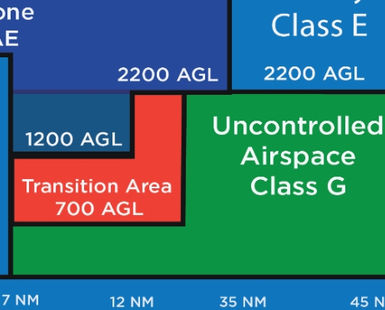 one
AE
Class E
2200 AGL
2200 AGL
1200 AGL
Uncontrolled
Airspace
Class G
Transition Area
700 AGL
7 NM
12 NM
35 NM
45 N